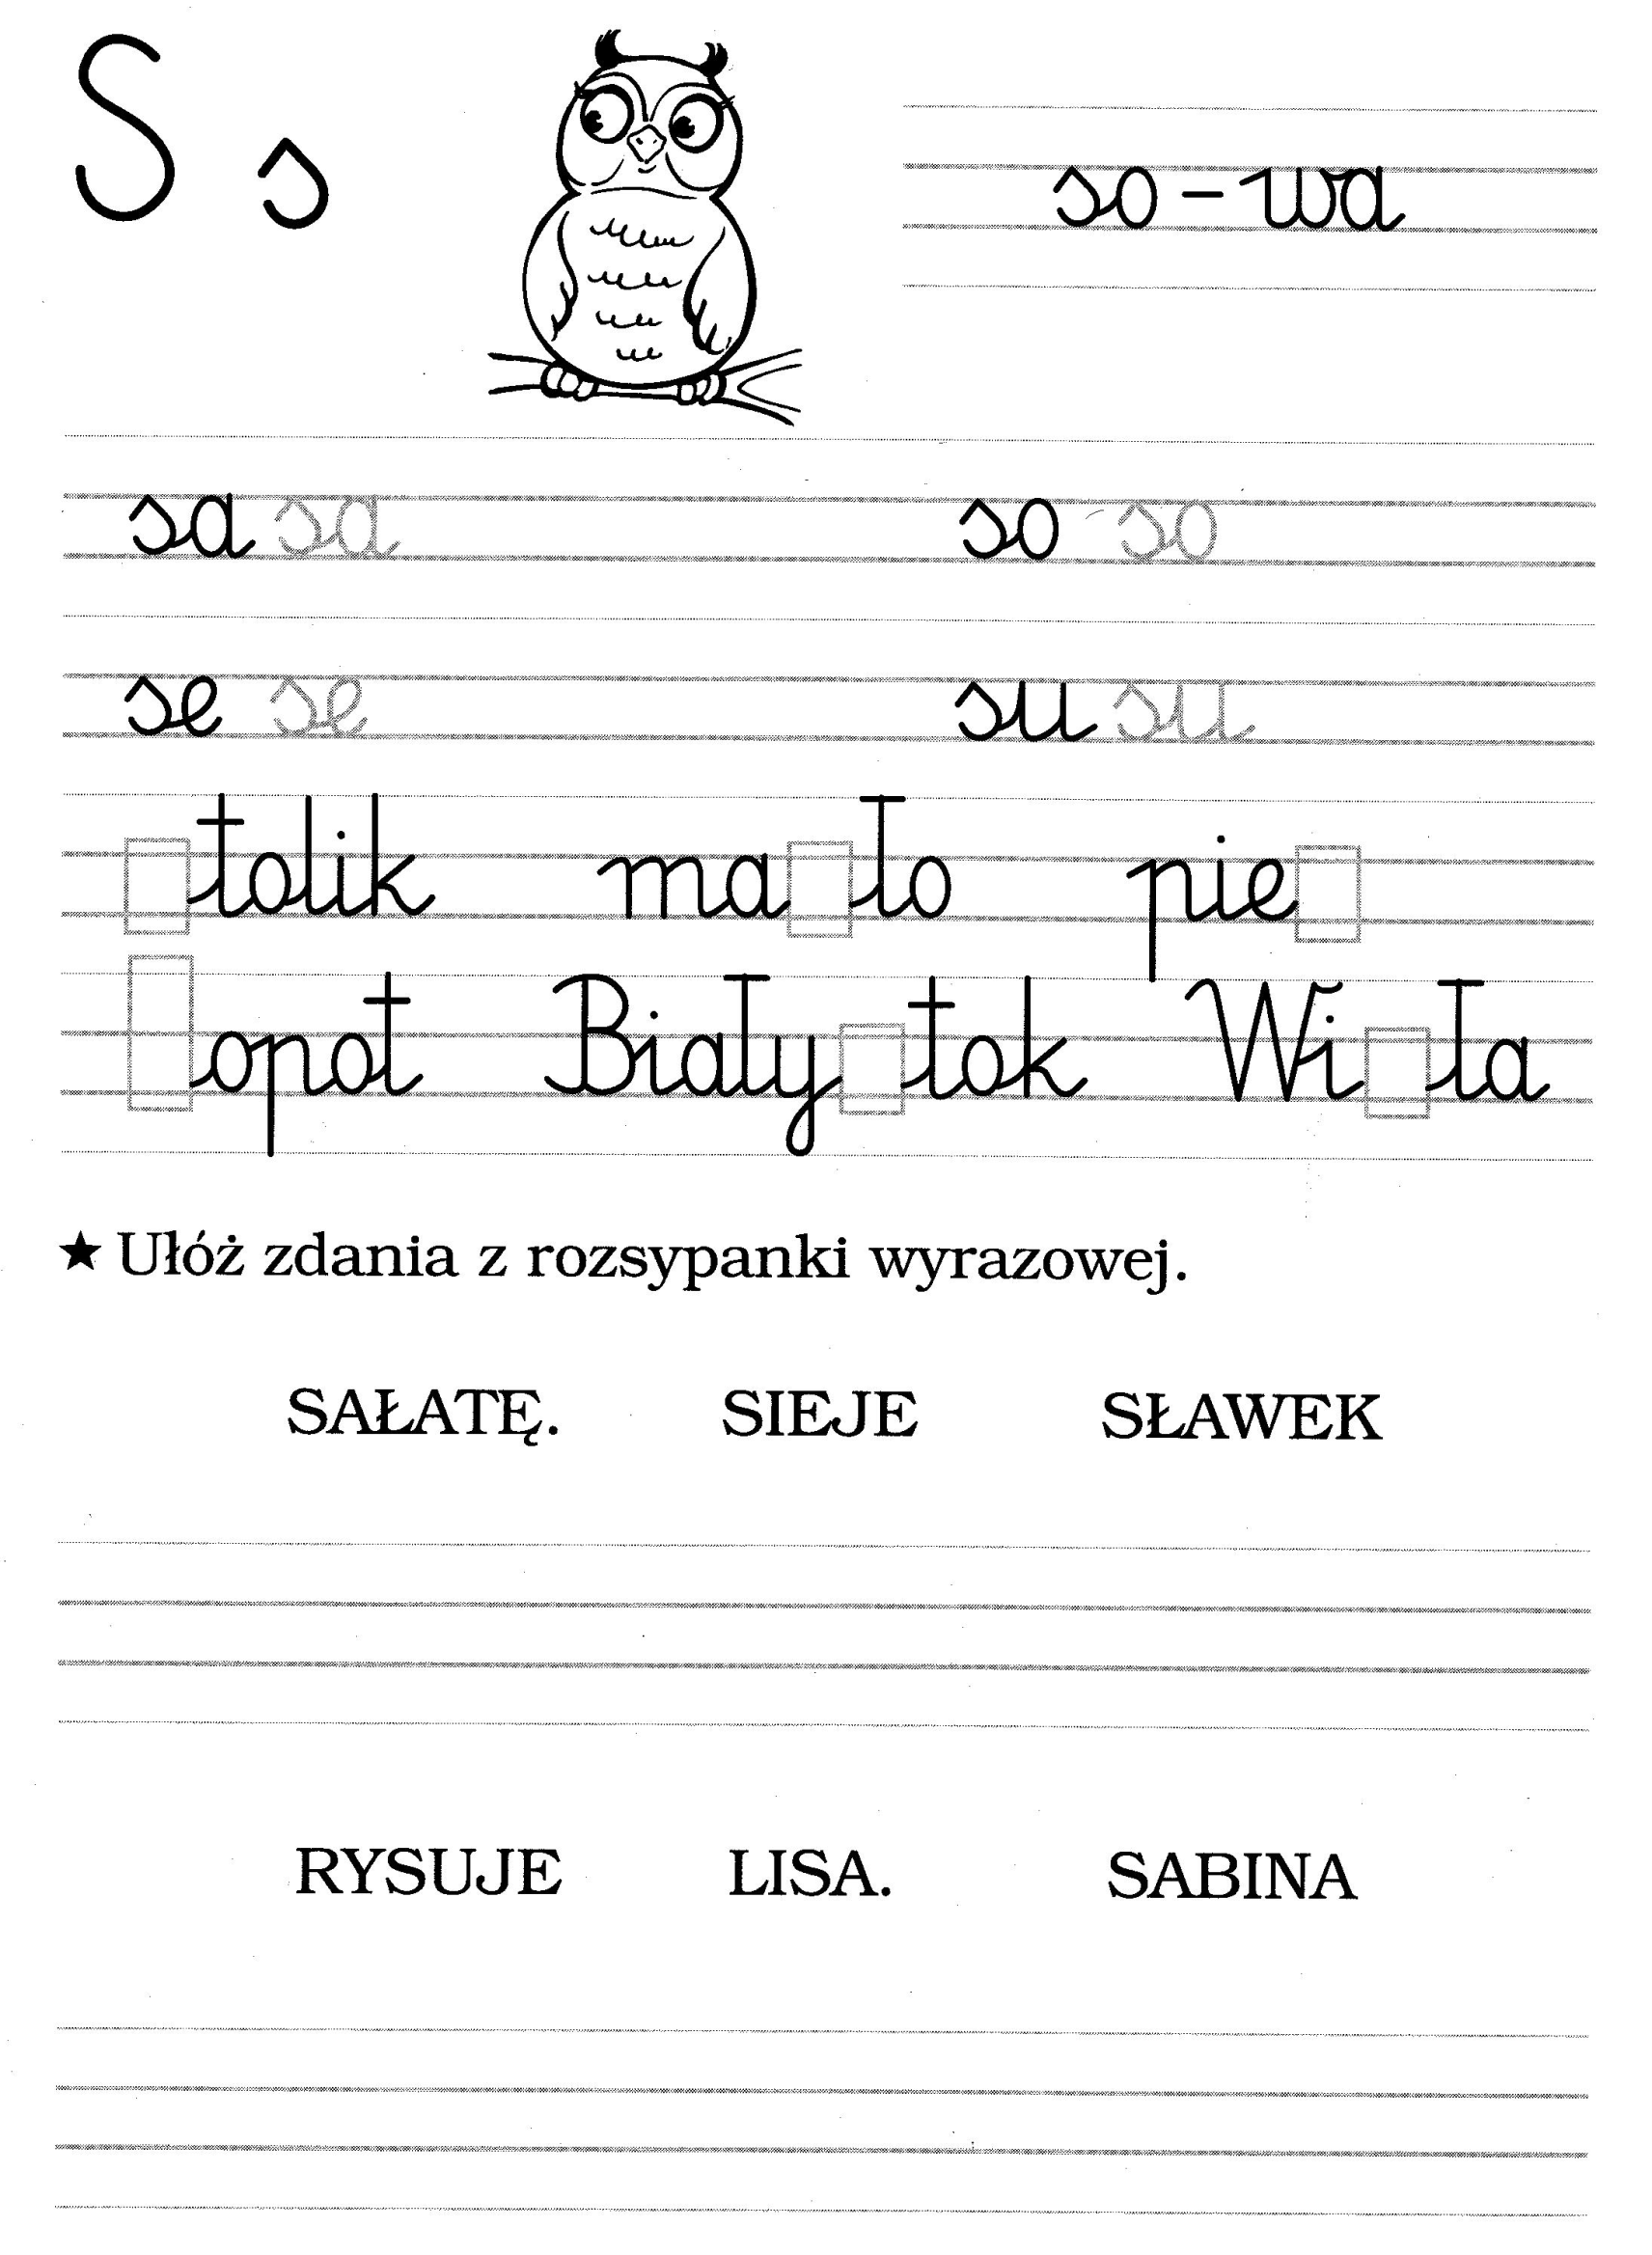 S s
so-wa
sa sa so so
se se su su
□tolik ma□ło pie□
□opot Biały□tok Wi□ła
★ Ułóż zdania z rozsypanki wyrazowej.
SAŁATĘ. SIEJE SŁAWEK
RYSUJE LISA. SABINA